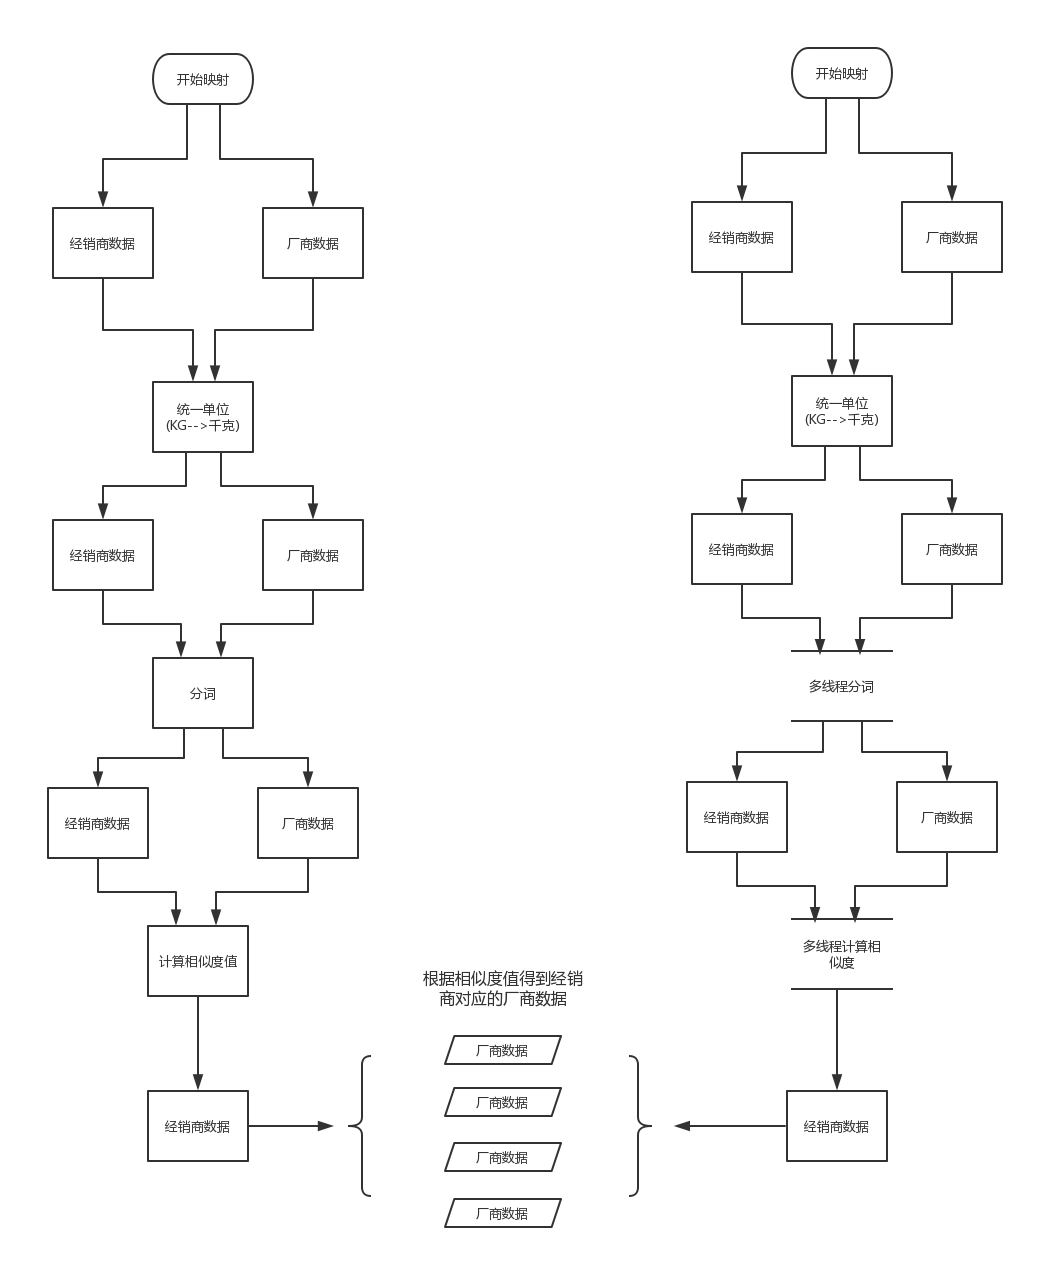 开始映射
经销商数据
厂商数据
统一单位
(KG-->千克)
经销商数据
厂商数据
分词
经销商数据
厂商数据
计算相似度值
经销商数据
根据相似度值得到经销
商对应的厂商数据
厂商数据
厂商数据
厂商数据
厂商数据
开始映射
经销商数据
厂商数据
统一单位
(KG-->千克)
经销商数据
厂商数据
多线程分词
经销商数据
厂商数据
多线程计算相
似度
经销商数据